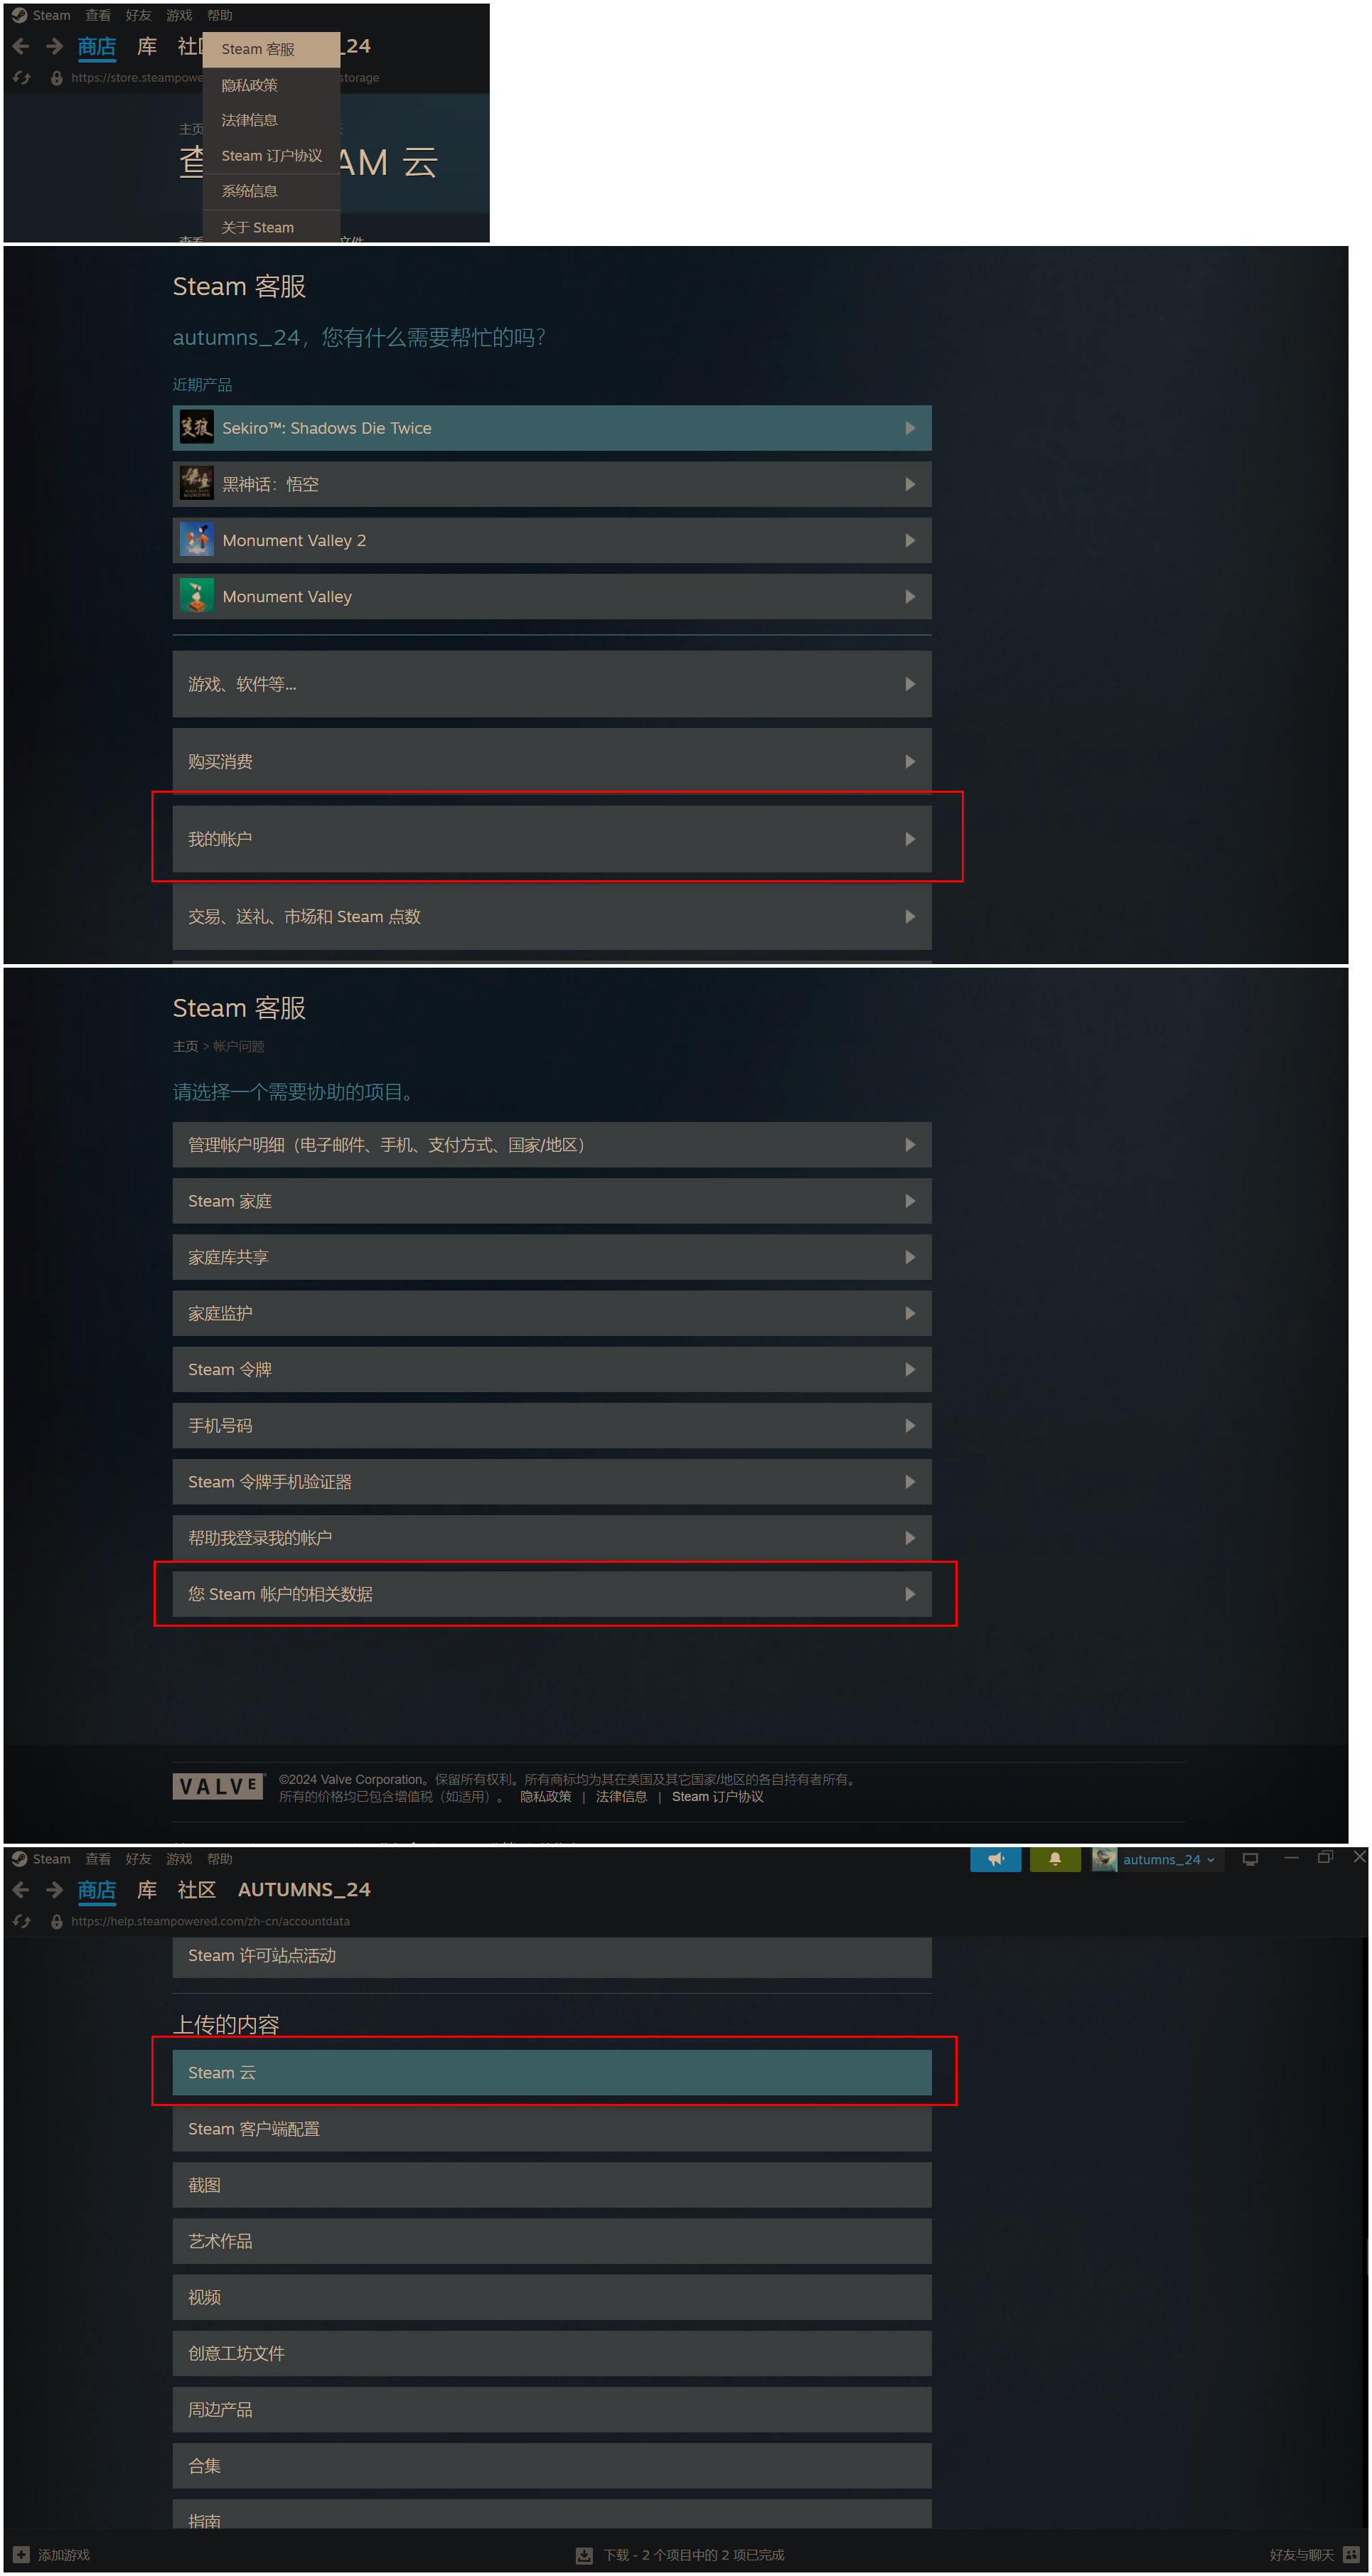 Steam 查看 好友 游戏 帮助
商店 库 社 _24
https://store.steampowe storage
Steam 客服
隐私政策
法律信息
Steam 订户协议
系统信息
关于 Steam
主页
查 AM 云
查看 文件
Steam 客服
autumns_24，您有什么需要帮忙的吗?
近期产品
Sekiro™: Shadows Die Twice
黑神话：悟空
Monument Valley 2
Monument Valley
游戏、软件等...
购买消费
我的帐户
交易、送礼、市场和 Steam 点数
Steam 客服
主页 > 帐户问题
请选择一个需要协助的项目。
管理帐户明细（电子邮件、手机、支付方式、国家/地区）
Steam 家庭
家庭库共享
家庭监护
Steam 令牌
手机号码
Steam 令牌手机验证器
帮助我登录我的帐户
您 Steam 帐户的相关数据
VALVE ©2024 Valve Corporation。保留所有权利。所有商标均为其在美国及其它国家/地区的各自持有者所有。
所有的价格均已包含增值税（如适用）。 隐私政策 | 法律信息 | Steam 订户协议
Steam 查看 好友 游戏 帮助 autumns_24
商店 库 社区 AUTUMNS_24
https://help.steampowered.com/zh-cn/accountdata
Steam 许可站点活动
上传的内容
Steam 云
Steam 客户端配置
截图
艺术作品
视频
创意工坊文件
周边产品
合集
指南
添加游戏 下载 - 2 个项目中的 2 项已完成 好友与聊天